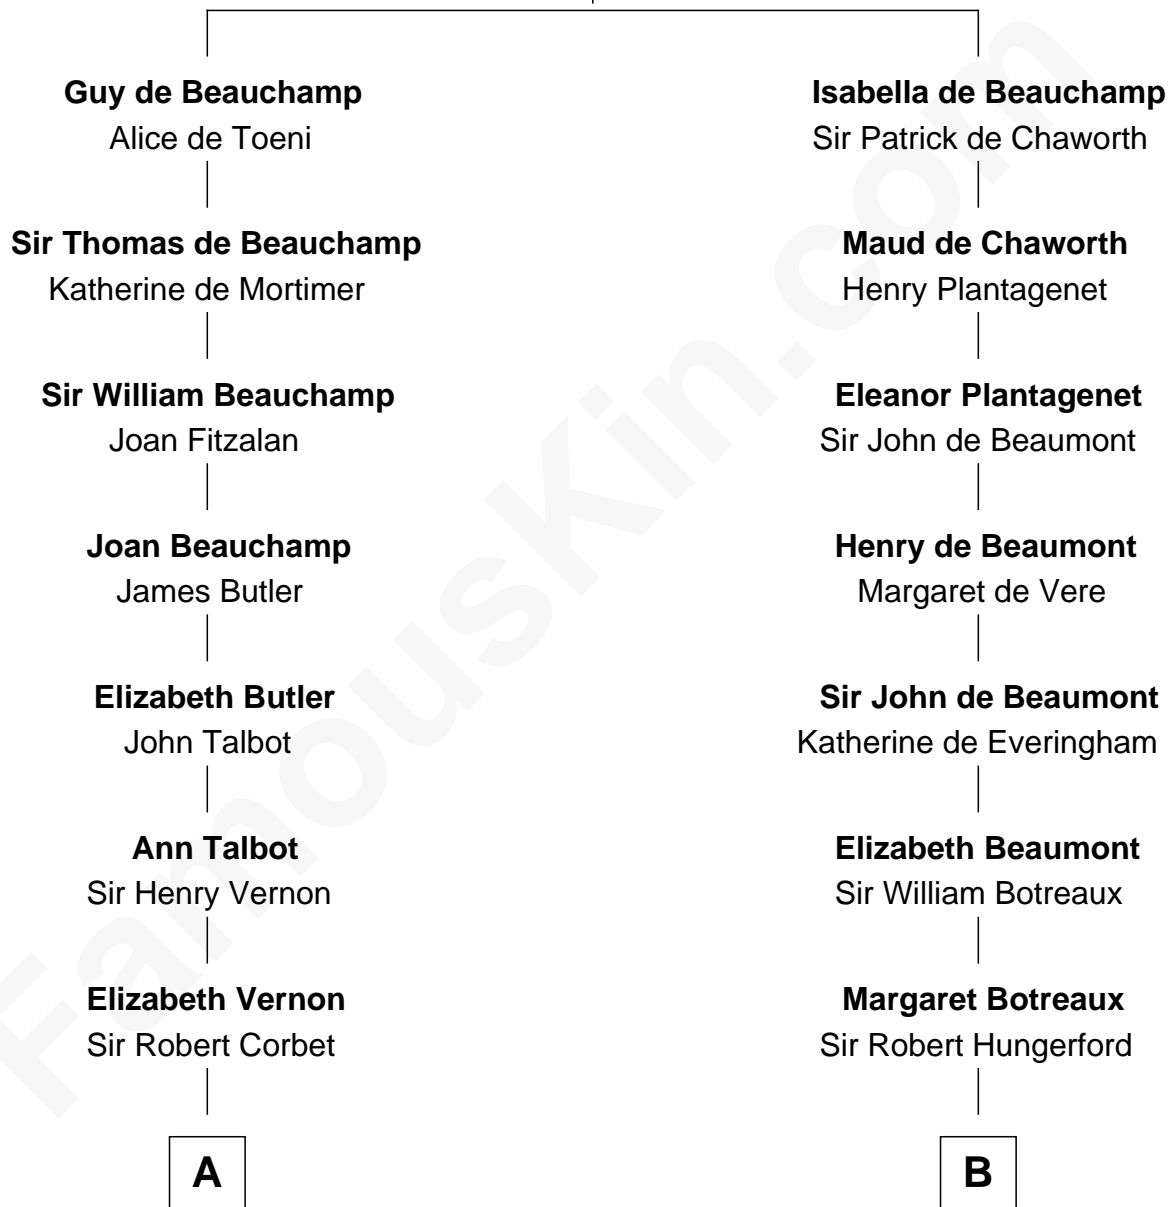 Guy de Beauchamp
Alice de Toeni
Sir Thomas de Beauchamp
Katherine de Mortimer
Sir William Beauchamp
Joan Fitzalan
Joan Beauchamp
James Butler
Elizabeth Butler
John Talbot
Ann Talbot
Sir Henry Vernon
Elizabeth Vernon
Sir Robert Corbet
A
Isabella de Beauchamp
Sir Patrick de Chaworth
Maud de Chaworth
Henry Plantagenet
Eleanor Plantagenet
Sir John de Beaumont
Henry de Beaumont
Margaret de Vere
Sir John de Beaumont
Katherine de Everingham
Elizabeth Beaumont
Sir William Botreaux
Margaret Botreaux
Sir Robert Hungerford
B
FamousKin.com